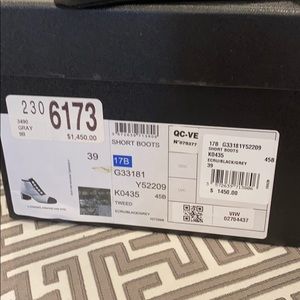 230 6173
3490
GRAY
9B
$1,450.00
SHORT BOOTS
39
17B
G33181
Y52209
K0435
45B
TWEED
ECRU/BLACK/GREY
QC-VE
17B G33181Y52209
SHORT BOOTS
K0435
45B
ECRU/BLACK/GREY
39
$ 1450.00
VIW
02704437